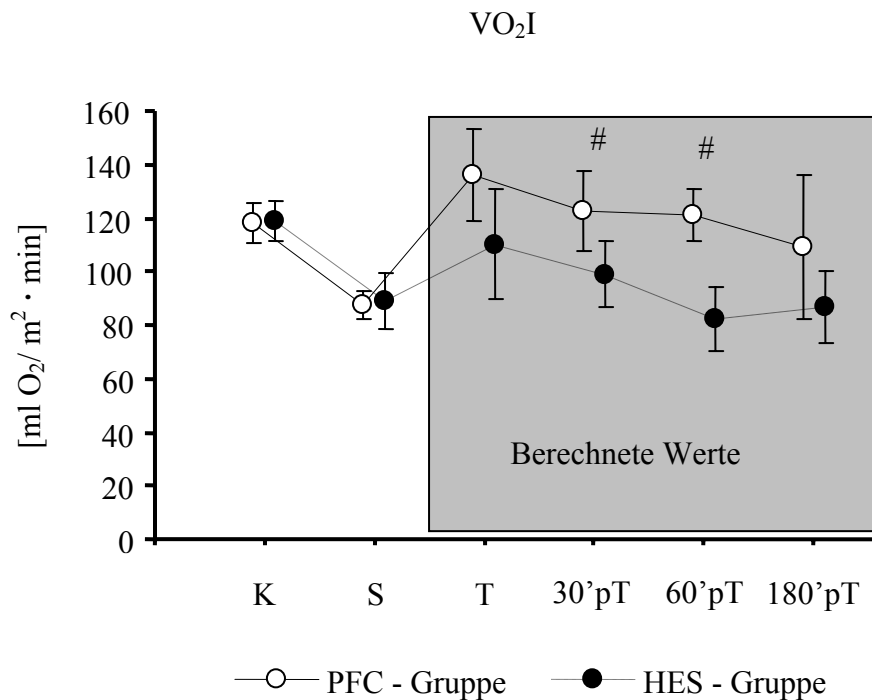 VO₂I
160
140
120
100
80
60
40
20
0
[ml O₂/ m² · min]
# #
Berechnete Werte
K S T 30’pT 60’pT 180’pT
PFC - Gruppe HES - Gruppe